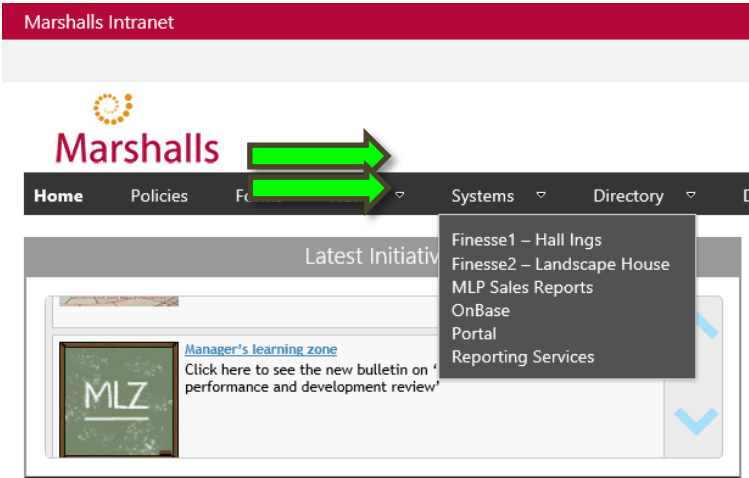 Marshalls Intranet
Marshalls
Home Policies Systems Directory
Latest
Finesse1 – Hall Ings
Finesse2 – Landscape House
MLP Sales Reports
OnBase
Portal
Reporting Services
Manager's learning zone
Click here to see the new bulletin on '
performance and development review'
MLZ